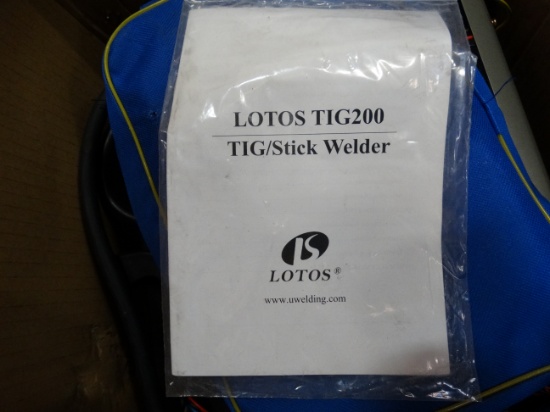 LOTOS TIG200
TIG/Stick Welder
LOTOS ®
www.uwelding.com